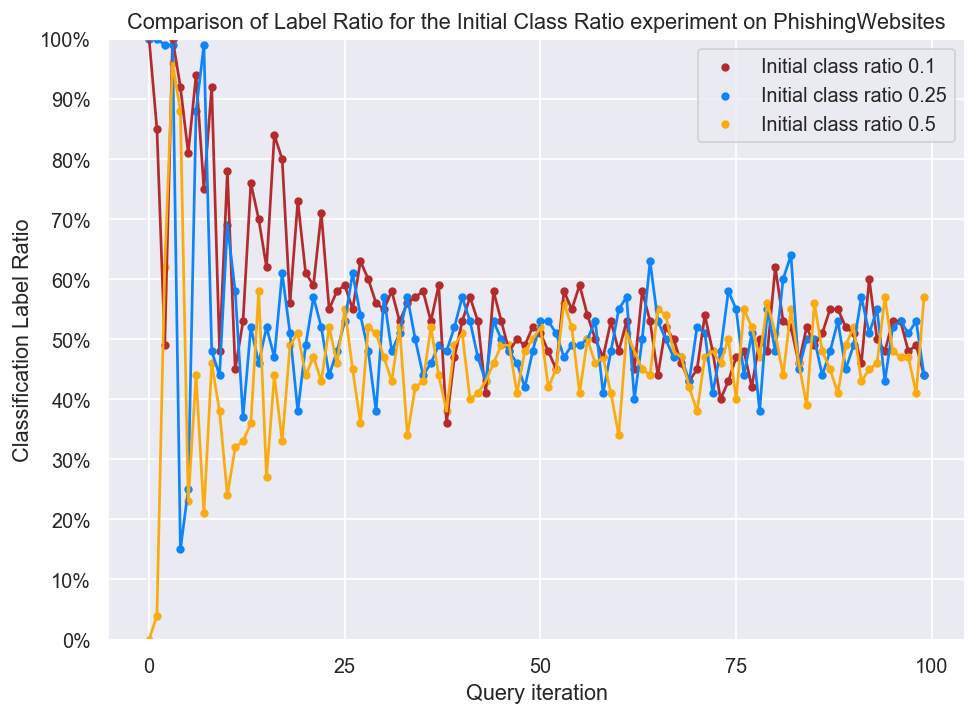 Comparison of Label Ratio for the Initial Class Ratio experiment on PhishingWebsites
100%
90%
80%
70%
60%
50%
40%
30%
20%
10%
0%
Classification Label Ratio
Initial class ratio 0.1
Initial class ratio 0.25
Initial class ratio 0.5
0
25
50
75
100
Query iteration